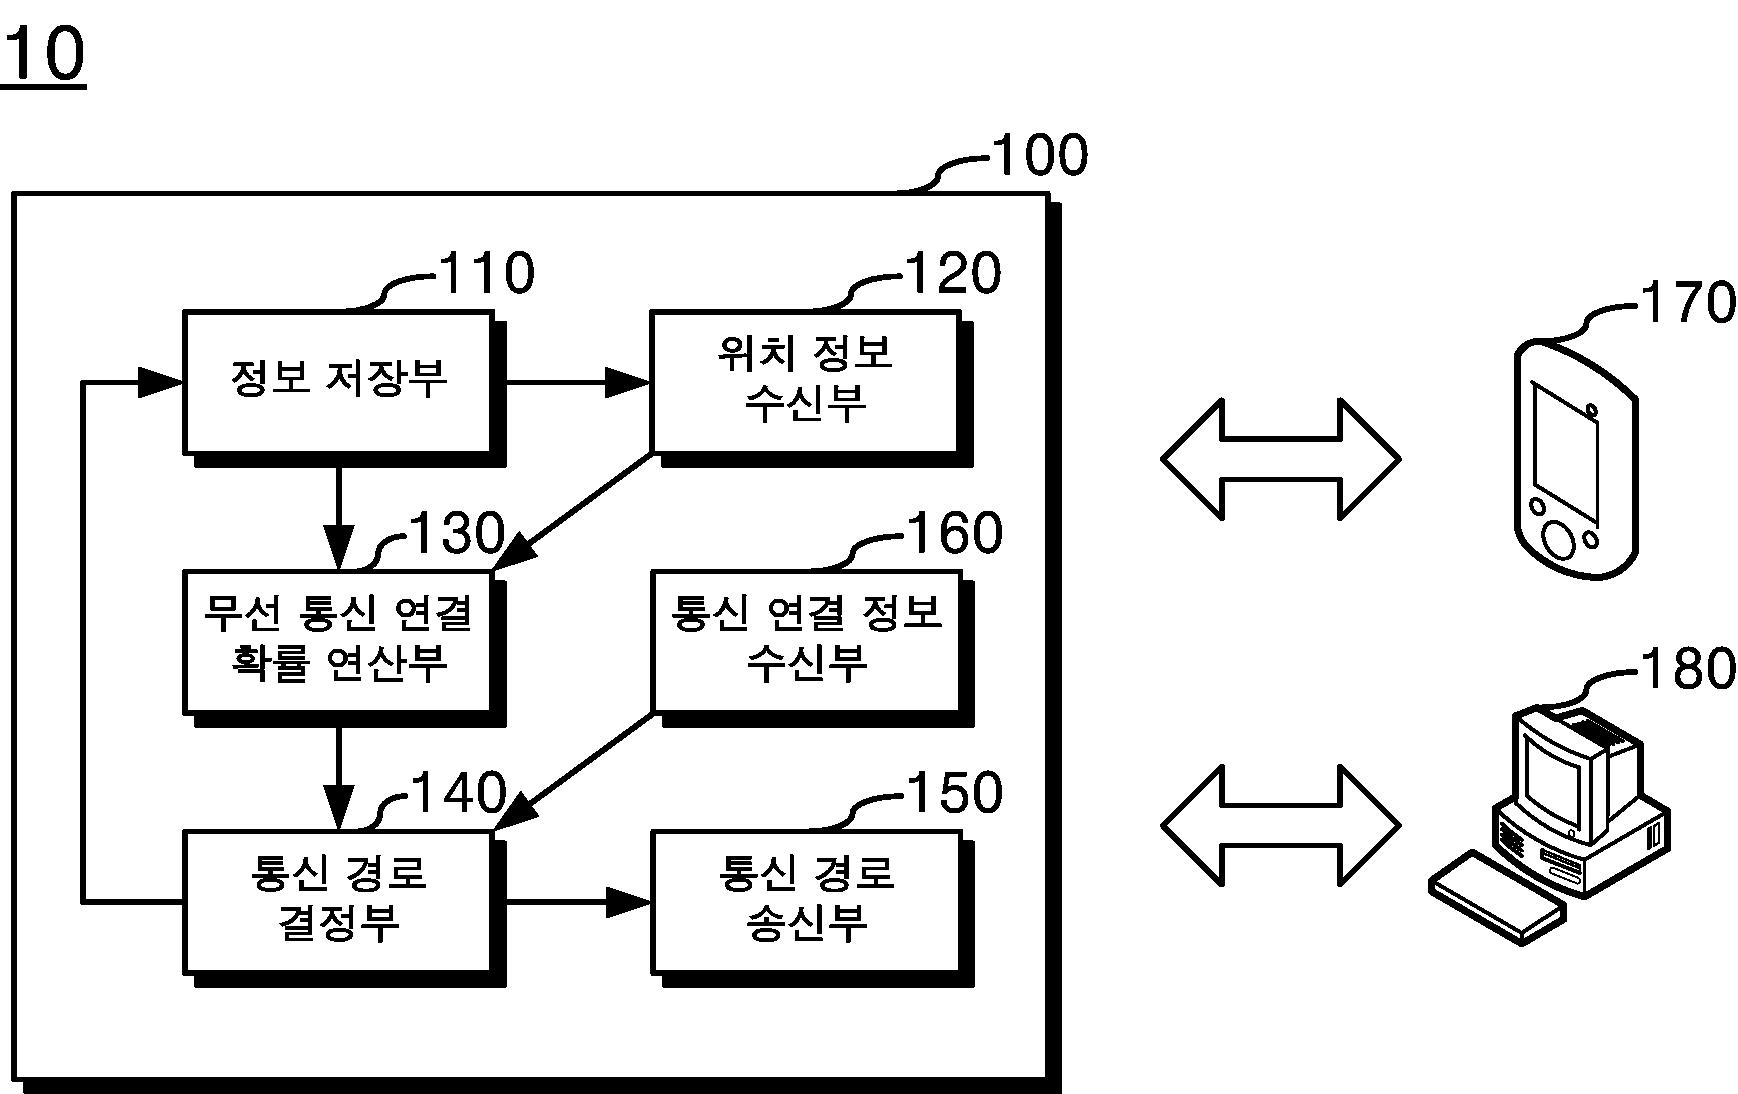 10
100
110
120
정보 저장부
위치 정보
수신부
170
130
160
무선 통신 연결
확률 연산부
통신 연결 정보
수신부
180
140
150
통신 경로
결정부
통신 경로
송신부